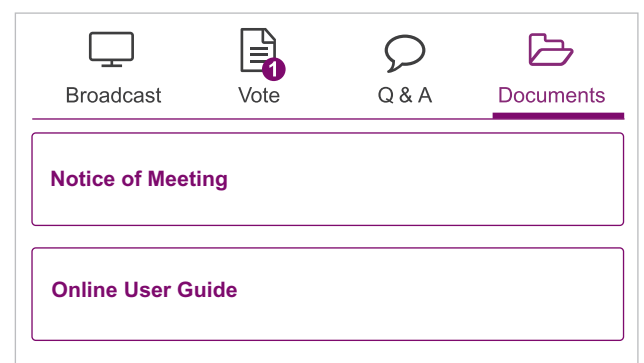 1
Broadcast Vote Q & A Documents
Notice of Meeting
Online User Guide